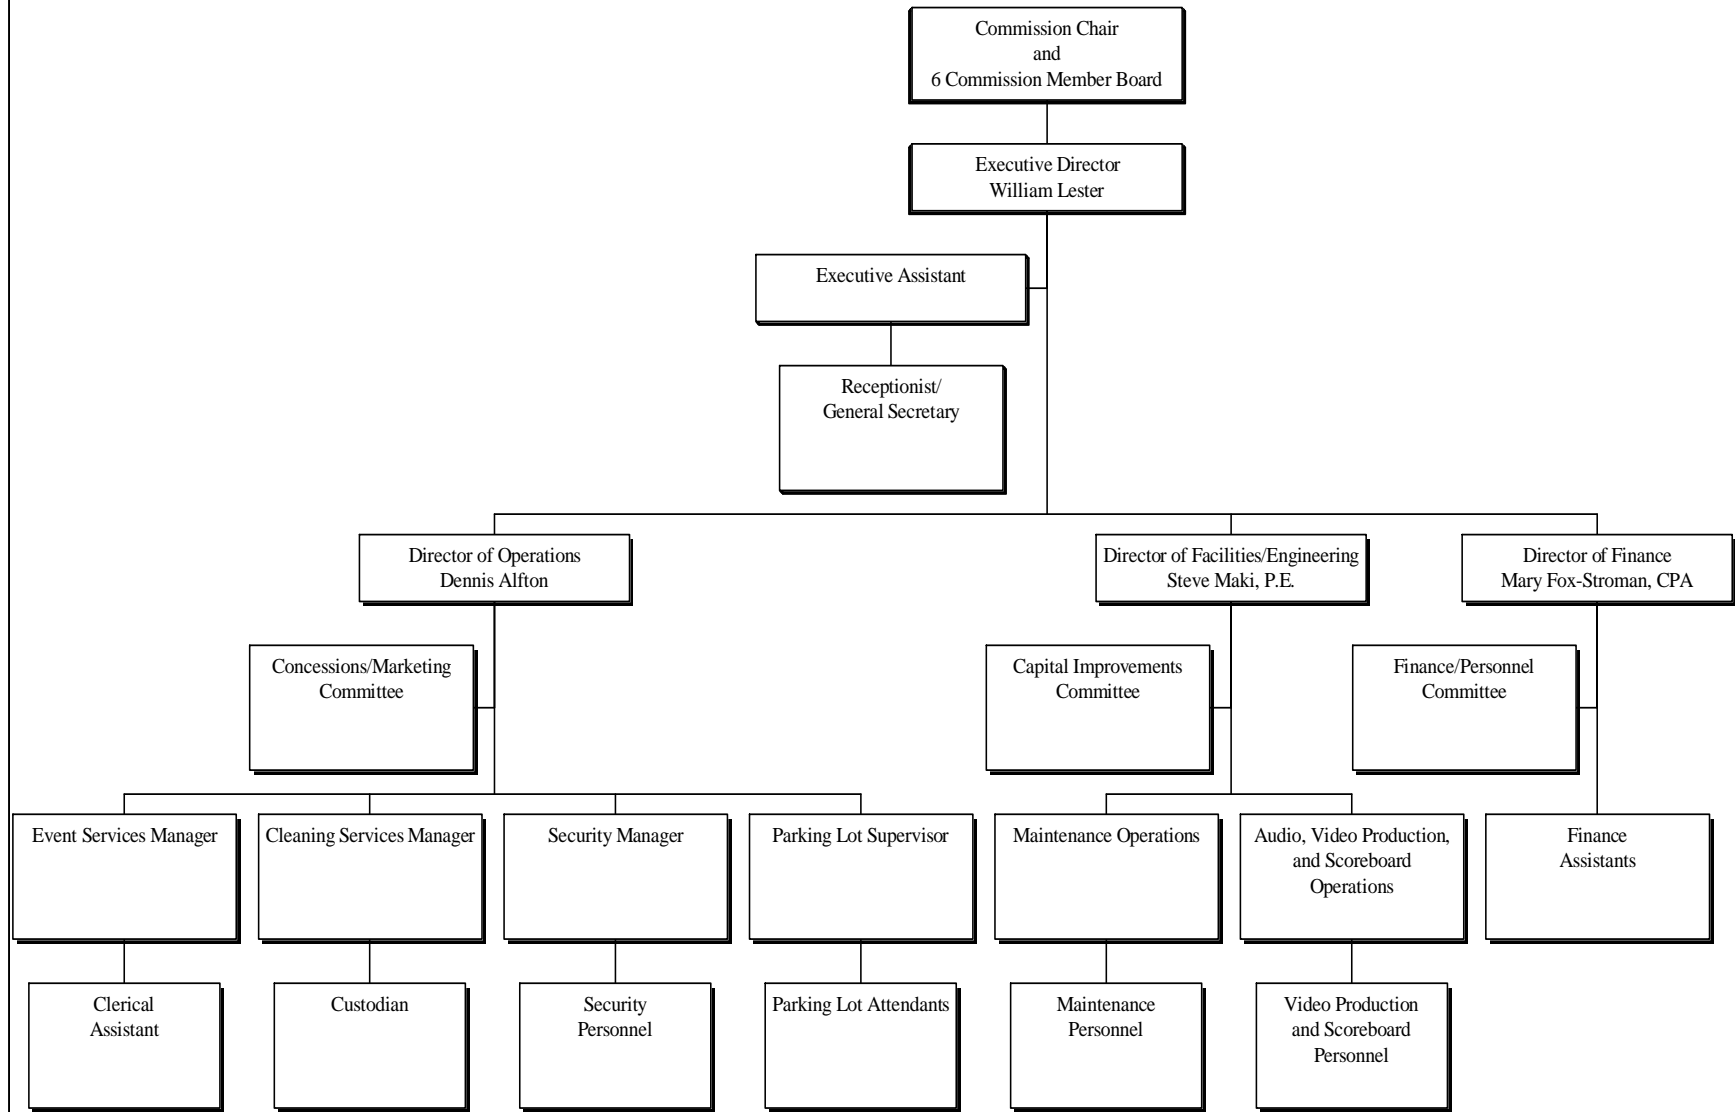 Commission Chair
and
6 Commission Member Board
Executive Director
William Lester
Executive Assistant
Receptionist/
General Secretary
Director of Operations
Dennis Alfton
Director of Facilities/Engineering
Steve Maki, P.E.
Director of Finance
Mary Fox-Stroman, CPA
Concessions/Marketing
Committee
Capital Improvements
Committee
Finance/Personnel
Committee
Event Services Manager
Cleaning Services Manager
Security Manager
Parking Lot Supervisor
Maintenance Operations
Audio, Video Production,
and Scoreboard
Operations
Finance
Assistants
Clerical
Assistant
Custodian
Security
Personnel
Parking Lot Attendants
Maintenance
Personnel
Video Production
and Scoreboard
Personnel